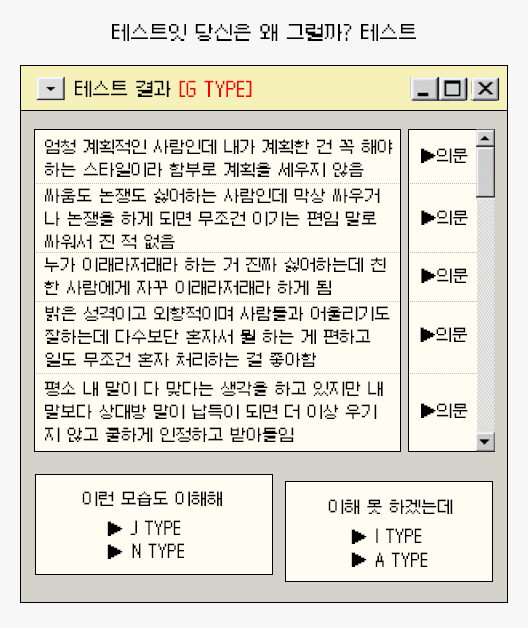 테스트잇 당신은 왜 그럴까? 테스트
테스트 결과 [G TYPE]
엄청 계획적인 사람인데 내가 계획한 건 꼭 해야
하는 스타일이라 함부로 계획을 세우지 않음
▶의문
싸움도 논쟁도 싫어하는 사람인데 막상 싸우거
나 논쟁을 하게 되면 무조건 이기는 편임 말로
싸워서 진 적 없음
▶의문
누가 이래라저래라 하는 거 진짜 싫어하는데 친
한 사람에게 자꾸 이래라저래라 하게 됨
▶의문
밝은 성격이고 외향적이며 사람들과 어울리기도
잘하는데 다수보단 혼자서 뭘 하는 게 편하고
일도 무조건 혼자 처리하는 걸 좋아함
▶의문
평소 내 말이 다 맞다는 생각을 하고 있지만 내
말보다 상대방 말이 납득이 되면 더 이상 우기
지 않고 쿨하게 인정하고 받아들임
▶의문
이런 모습도 이해해
▶ J TYPE
▶ N TYPE
이해 못 하겠는데
▶ I TYPE
▶ A TYPE